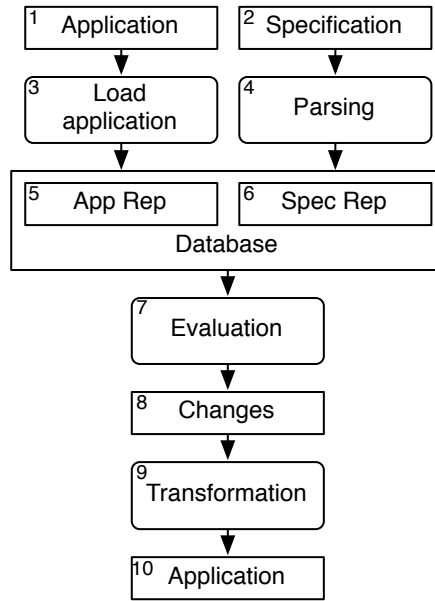 1 Application
2 Specification
3 Load
application
4 Parsing
5 App Rep
6 Spec Rep
Database
7 Evaluation
8 Changes
9 Transformation
10 Application